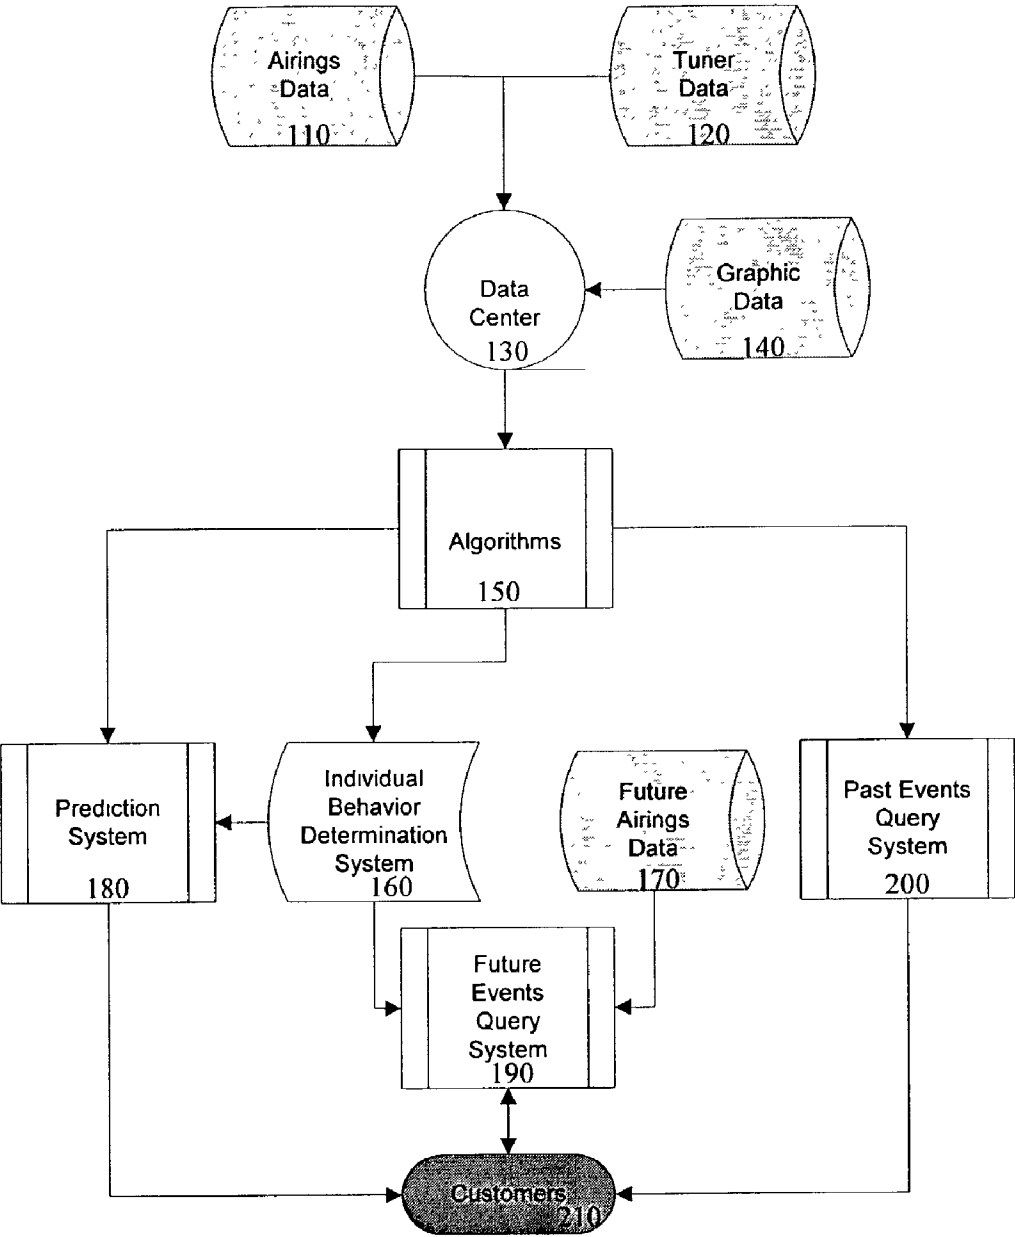 Airings
Data
110
Tuner
Data
120
Data
Center
130
Graphic
Data
140
Algorithms
150
Prediction
System
180
Individual
Behavior
Determination
System
160
Future
Airings
Data
170
Past Events
Query
System
200
Future
Events
Query
System
190
Customers
210